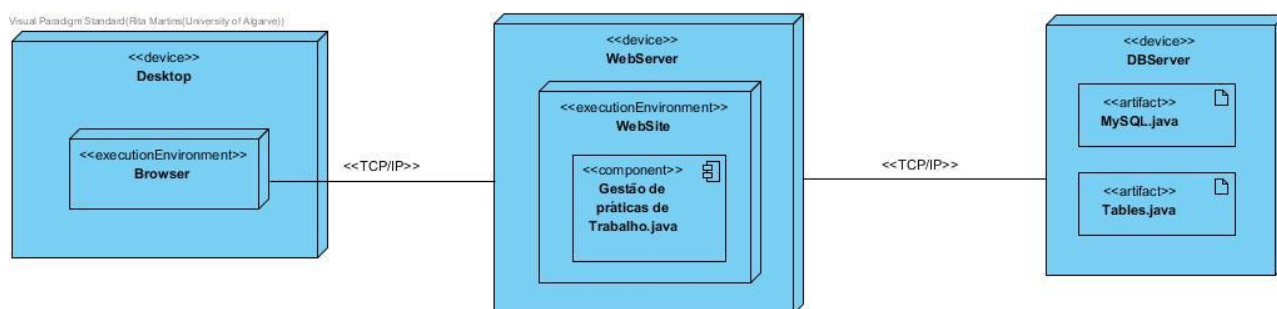 Visual Paradigm Standard(Rita Martins(University of Algarve))
<<device>>
Desktop
<<executionEnvironment>>
Browser
<<TCP/IP>>
<<device>>
WebServer
<<executionEnvironment>>
WebSite
<<component>>
Gestão de
práticas de
Trabalho.java
<<TCP/IP>>
<<device>>
DBServer
<<artifact>>
MySQL.java
<<artifact>>
Tables.java